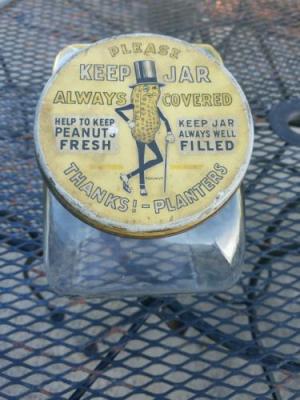 PLEASE
KEEP JAR
ALWAYS COVERED
HELP TO KEEP
PEANUTS
FRESH
KEEP JAR
ALWAYS WELL
FILLED
THANKS! - PLANTERS